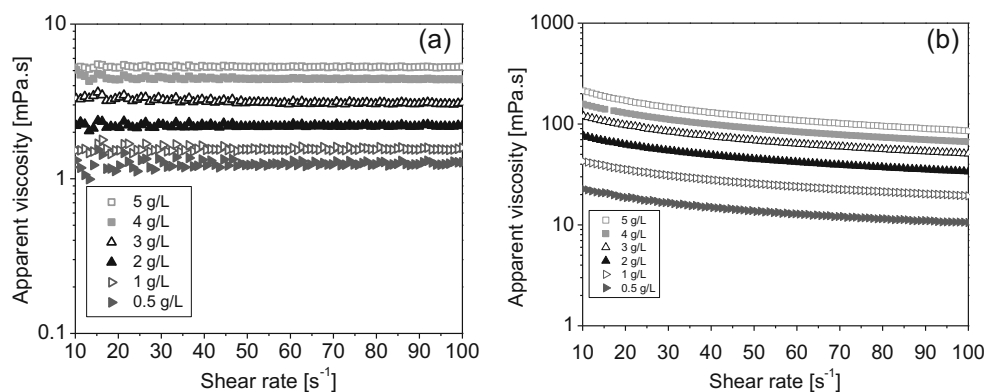 (a)
Apparent viscosity [mPa.s]
10
1
0.1
5 g/L
4 g/L
3 g/L
2 g/L
1 g/L
0.5 g/L
10 20 30 40 50 60 70 80 90 100
Shear rate [s⁻¹]
(b)
Apparent viscosity [mPa.s]
1000
100
10
1
5 g/L
4 g/L
3 g/L
2 g/L
1 g/L
0.5 g/L
10 20 30 40 50 60 70 80 90 100
Shear rate [s⁻¹]